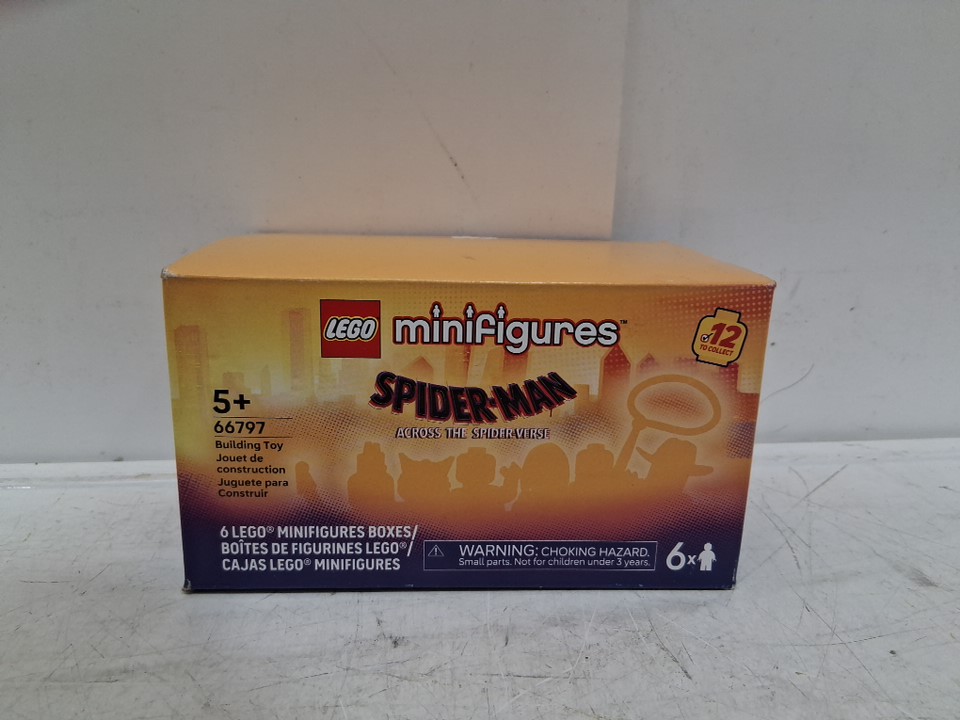 LEGO minifigures™
12
TO COLLECT
SPIDER-MAN
ACROSS THE SPIDER-VERSE
5+
66797
Building Toy
Jouet de
construction
Juguete para
Construir
6 LEGO® MINIFIGURES BOXES/
BOÎTES DE FIGURINES LEGO®/
CAJAS LEGO® MINIFIGURES
WARNING: CHOKING HAZARD.
Small parts. Not for children under 3 years.
6x